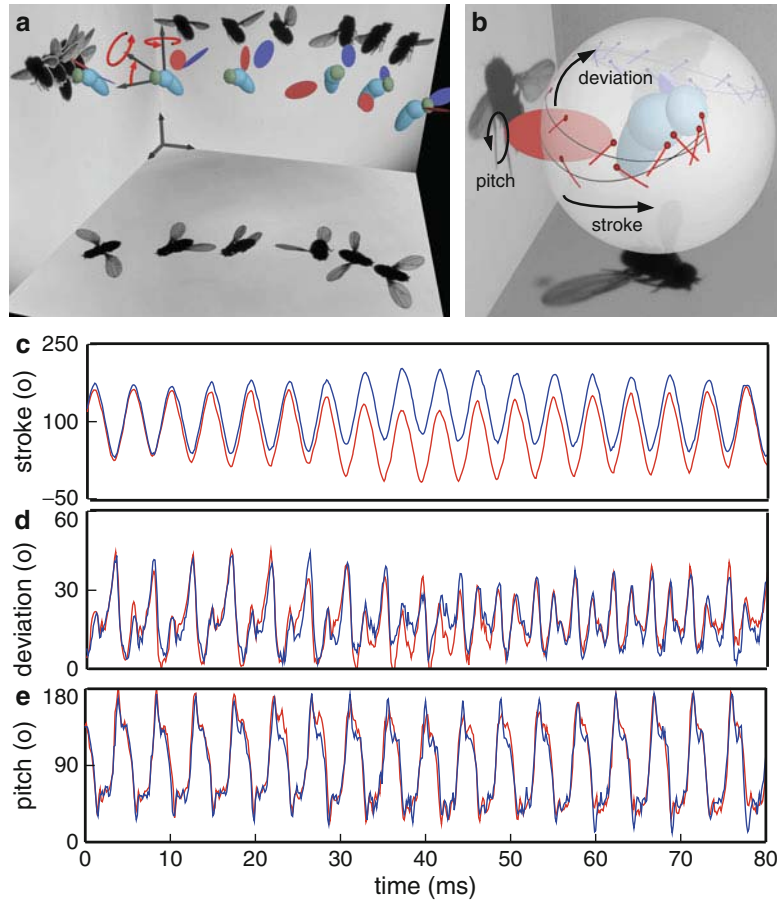 a
b
deviation
pitch
stroke
c
250
100
−50
stroke (o)
d
60
30
0
deviation (o)
e
180
90
0
pitch (o)
0 10 20 30 40 50 60 70 80
time (ms)